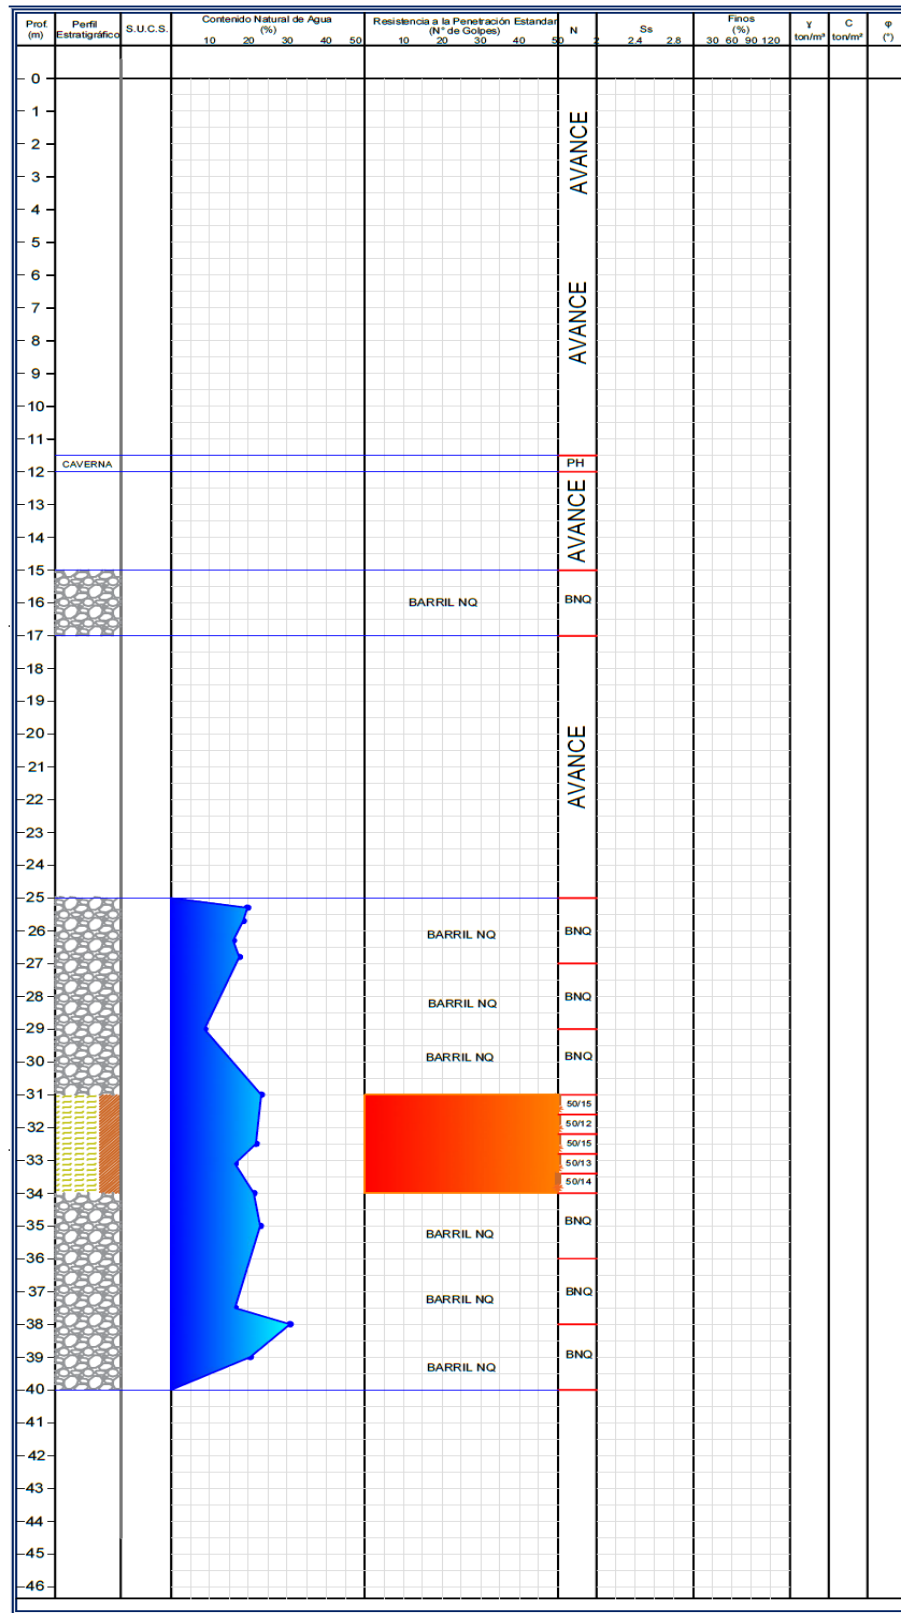 Prof. (m)
Perfil Estratigráfico
S.U.C.S.
Contenido Natural de Agua (%)
10 20 30 40 50
Resistencia a la Penetración Estandar (N° de Golpes)
10 20 30 40 50
N
Ss
2 2.4 2.8
Finos (%)
30 60 90 120
γ ton/m³
C ton/m²
φ (°)
0
AVANCE
1
2
3
4
5
6
AVANCE
7
8
9
10
11
CAVERNA PH
12
AVANCE
13
14
15
16 BARRIL NQ BNQ
17
18
19
20
AVANCE
21
22
23
24
25
26 BARRIL NQ BNQ
27
28 BARRIL NQ BNQ
29
30 BARRIL NQ BNQ
31
50/15
32 50/12
50/15
33 50/13
50/14
34
35 BARRIL NQ BNQ
36
37 BARRIL NQ BNQ
38
39 BARRIL NQ BNQ
40
41
42
43
44
45
46